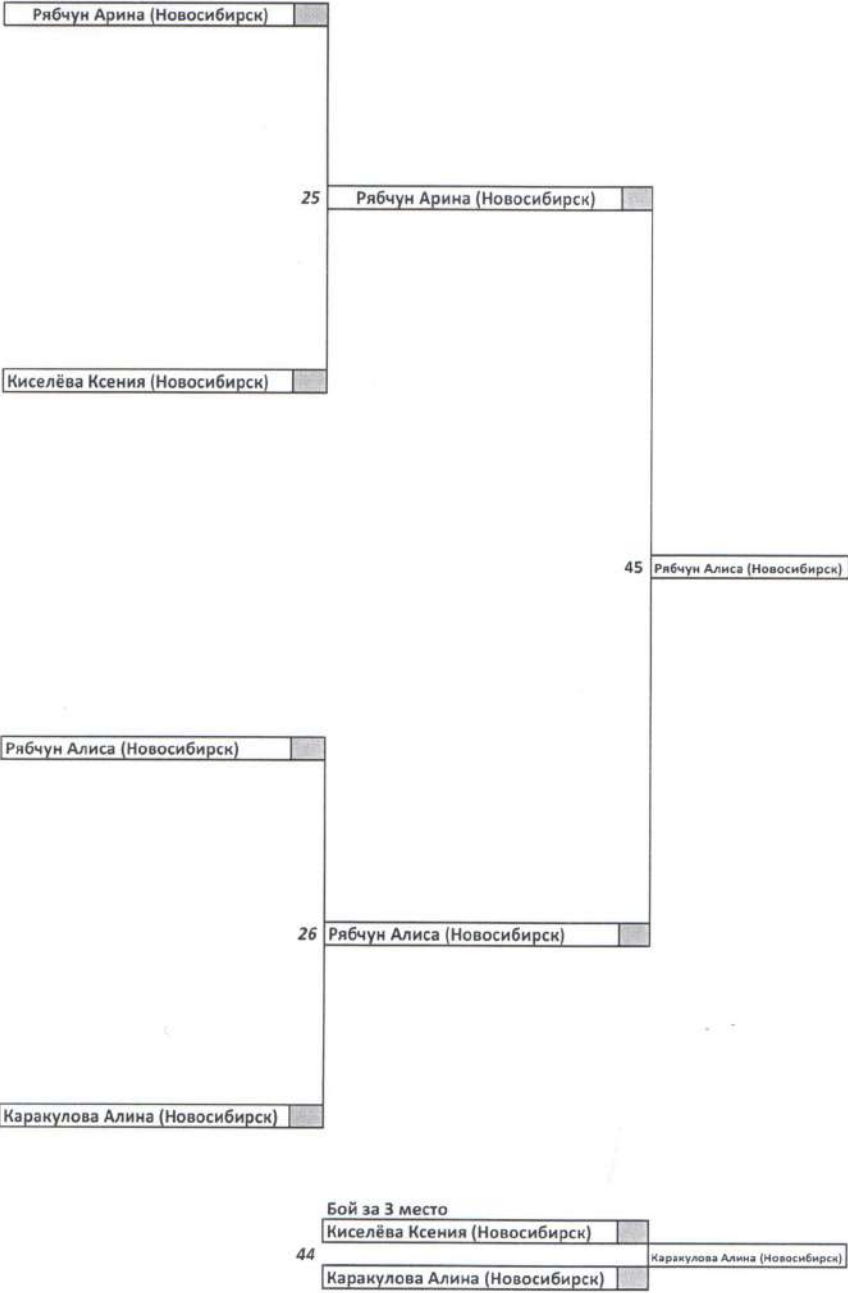 Рябчун Арина (Новосибирск)
25 Рябчун Арина (Новосибирск)
Киселёва Ксения (Новосибирск)
45 Рябчун Алиса (Новосибирск)
Рябчун Алиса (Новосибирск)
26 Рябчун Алиса (Новосибирск)
Каракулова Алина (Новосибирск)
Бой за 3 место
Киселёва Ксения (Новосибирск)
44 Каракулова Алина (Новосибирск)
Каракулова Алина (Новосибирск)